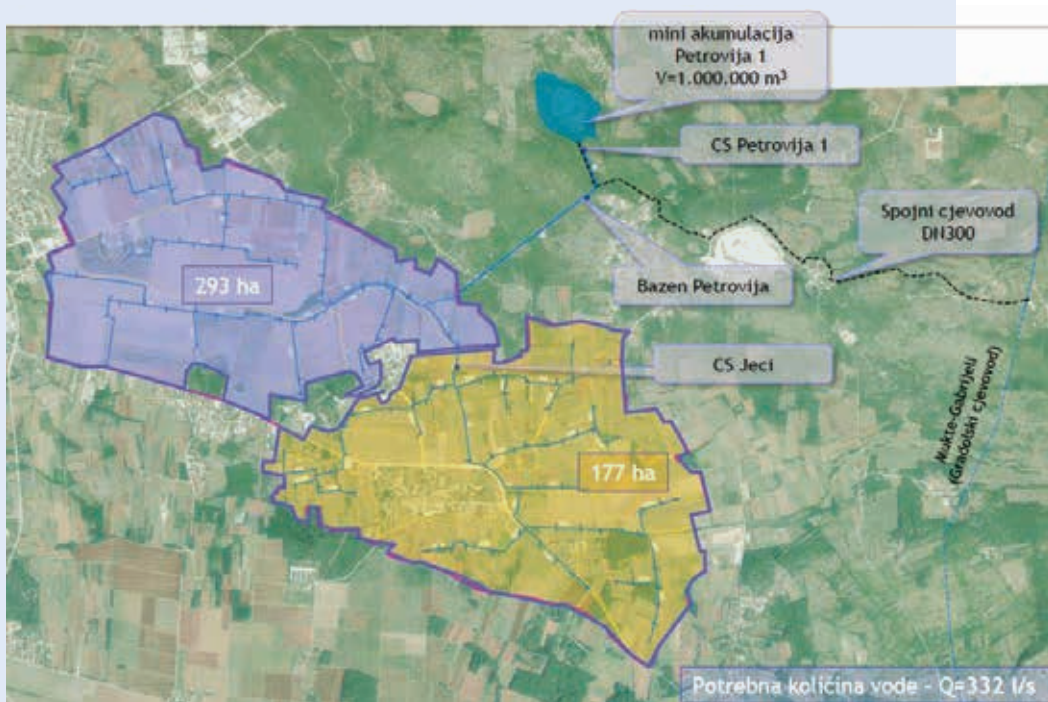 mini akumulacija
Petrovija 1
V=1.000.000 m³
CS Petrovija 1
Spojni cjevovod
DN300
293 ha
Bazen Petrovija
CS Jeci
Makte-Gabrijeli
(Gradolski cjevovod)
177 ha
Potrebna količina vode - Q=332 l/s